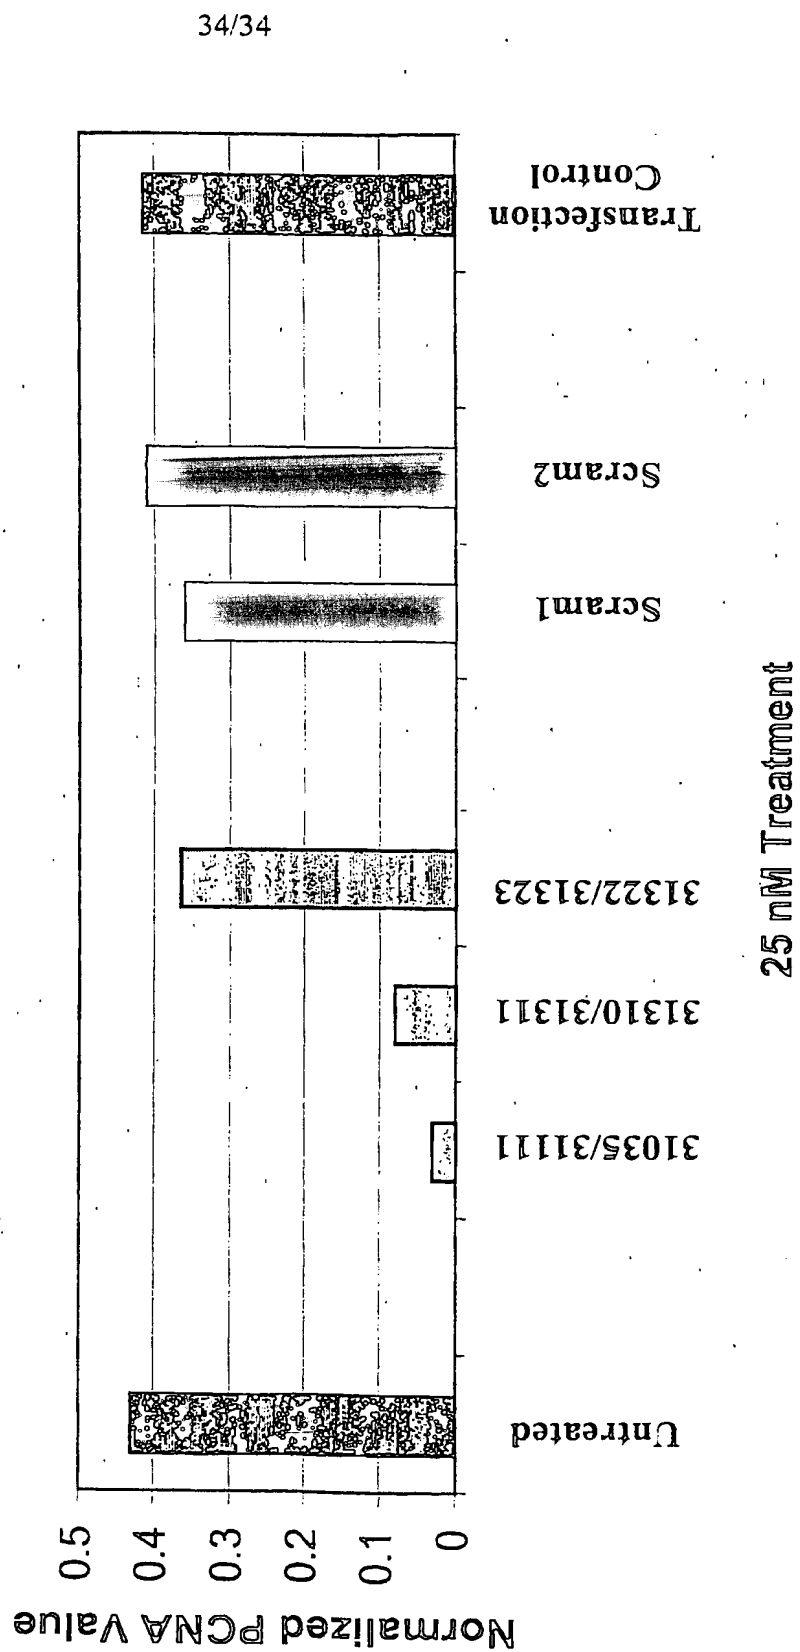 34/34
Normalized PCNA Value
0.5
0.4
0.3
0.2
0.1
0
Untreated
31035/31111
31310/31311
31322/31323
Scram1
Scram2
Transfection
Control
25 nM Treatment